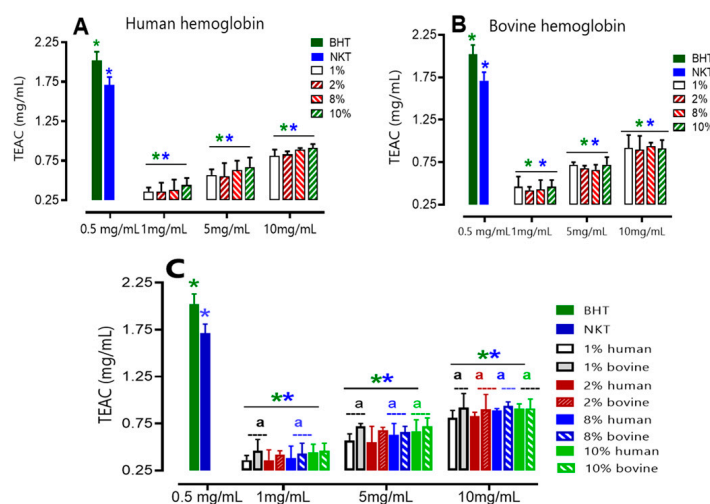 A
Human hemoglobin
TEAC (mg/mL)
2.25
1.75
1.25
0.75
0.25
*
*
**
**
**
0.5 mg/mL
1mg/mL
5mg/mL
10mg/mL
BHT
NKT
1%
2%
8%
10%
B
Bovine hemoglobin
TEAC (mg/mL)
2.25
1.75
1.25
0.75
0.25
*
*
* *
* *
* *
0.5 mg/mL
1mg/mL
5mg/mL
10mg/mL
BHT
NKT
1%
2%
8%
10%
C
TEAC (mg/mL)
2.25
1.75
1.25
0.75
0.25
*
*
**
a a
**
a a a
**
a a a a
0.5 mg/mL
1mg/mL
5mg/mL
10mg/mL
BHT
NKT
1% human
1% bovine
2% human
2% bovine
8% human
8% bovine
10% human
10% bovine